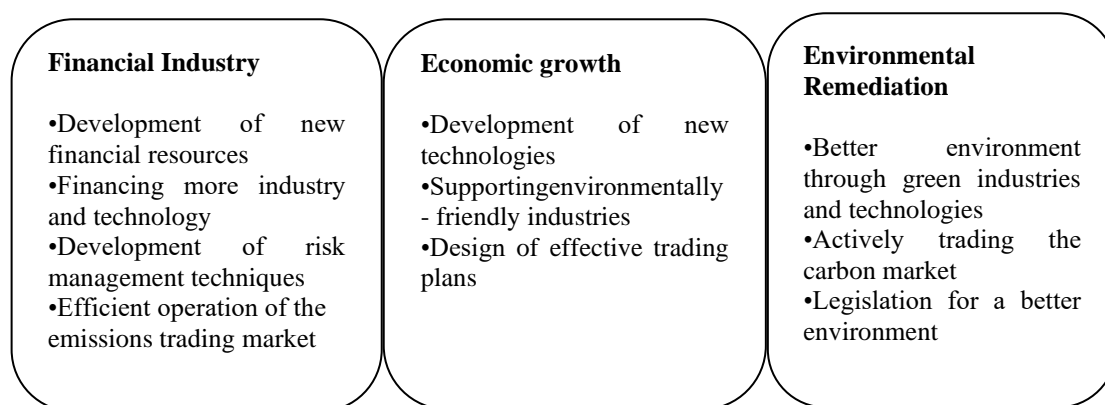 Financial Industry
•Development of new
financial resources
•Financing more industry
and technology
•Development of risk
management techniques
•Efficient operation of the
emissions trading market
Economic growth
•Development of new
technologies
•Supportingenvironmentally
- friendly industries
•Design of effective trading
plans
Environmental
Remediation
•Better environment
through green industries
and technologies
•Actively trading the
carbon market
•Legislation for a better
environment